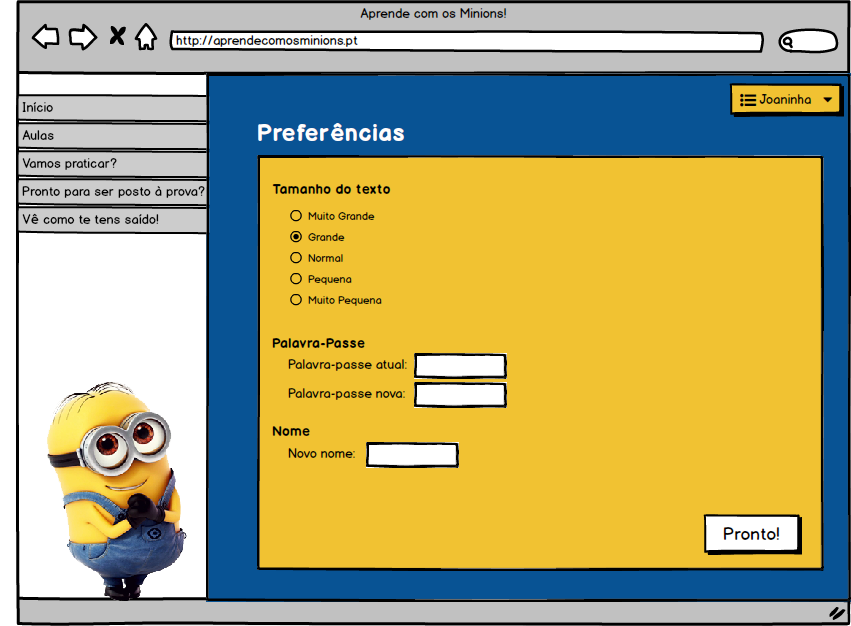 Aprende com os Minions!
http://aprendecomosminions.pt
Joaninha
Início
Aulas
Vamos praticar?
Pronto para ser posto à prova?
Vê como te tens saído!
Preferências
Tamanho do texto
Muito Grande
Grande
Normal
Pequena
Muito Pequena
Palavra-Passe
Palavra-passe atual:
Palavra-passe nova:
Nome
Novo nome:
Pronto!